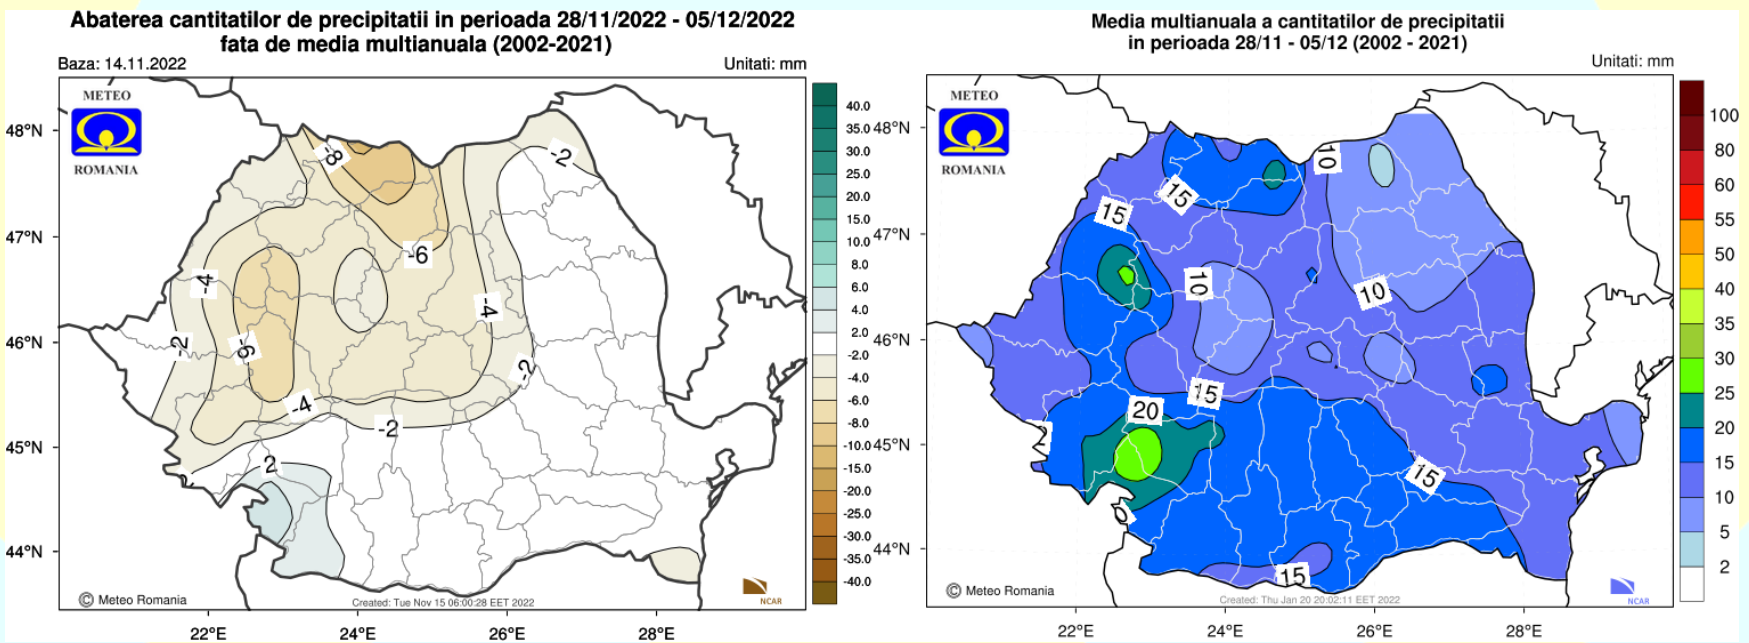 Abaterea cantitatilor de precipitatii in perioada 28/11/2022 - 05/12/2022
fata de media multianuala (2002-2021)
Baza: 14.11.2022
Unitati: mm
METEO
ROMANIA
48°N
47°N
46°N
45°N
44°N
22°E
24°E
26°E
28°E
-8
-2
-6
-4
-4
-2
-6
-2
-4
-2
2
40.0
35.0
30.0
25.0
20.0
15.0
10.0
8.0
6.0
4.0
2.0
-2.0
-4.0
-6.0
-8.0
-10.0
-15.0
-20.0
-25.0
-30.0
-35.0
-40.0
© Meteo Romania
Created: Tue Nov 15 06:00:28 EET 2022
NCAR
Media multianuala a cantitatilor de precipitatii
in perioada 28/11 - 05/12 (2002 - 2021)
Unitati: mm
METEO
ROMANIA
48°N
47°N
46°N
45°N
44°N
22°E
24°E
26°E
28°E
10
15
15
10
10
15
20
15
15
100
80
60
55
50
40
35
30
25
20
15
10
5
2
© Meteo Romania
Created: Thu Jan 20 20:02:11 EET 2022
NCAR